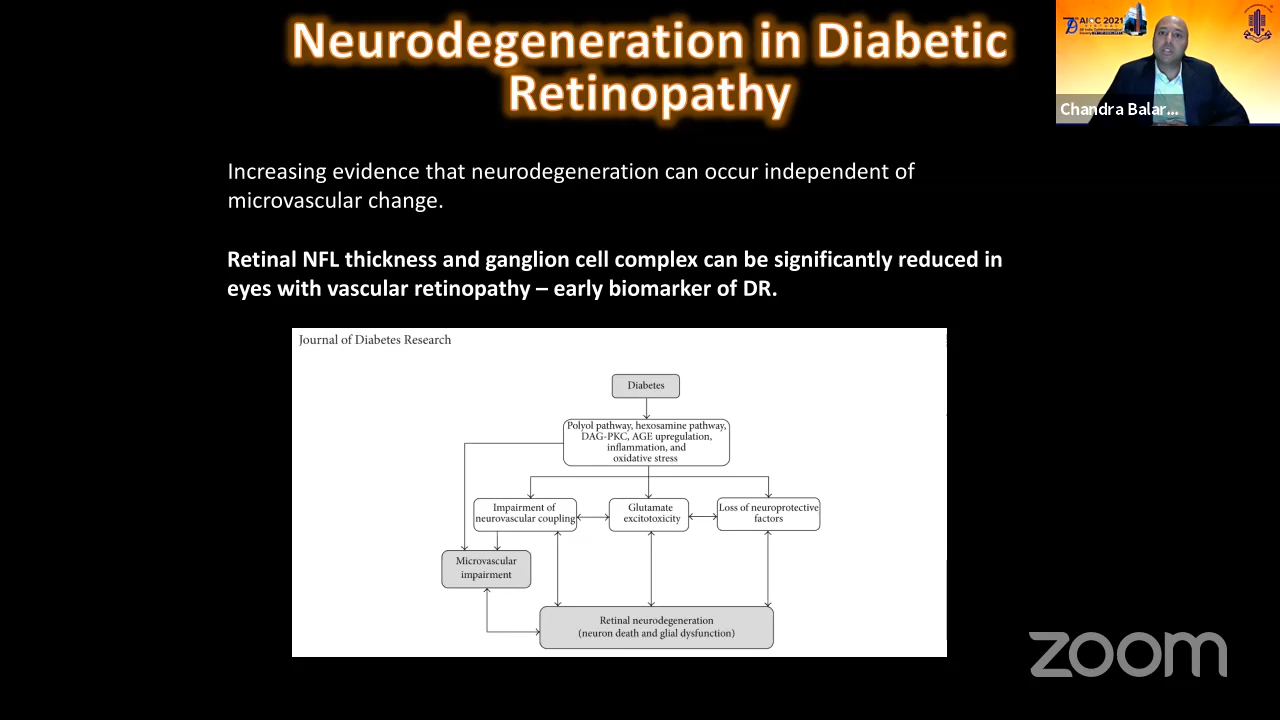 Neurodegeneration in Diabetic
Retinopathy
AIOC 2021
Chandra Balar...
Increasing evidence that neurodegeneration can occur independent of
microvascular change.
Retinal NFL thickness and ganglion cell complex can be significantly reduced in
eyes with vascular retinopathy – early biomarker of DR.
Journal of Diabetes Research
Diabetes
Polyol pathway, hexosamine pathway,
DAG-PKC, AGE upregulation,
inflammation, and
oxidative stress
Impairment of
neurovascular coupling
Glutamate
excitotoxicity
Loss of neuroprotective
factors
Microvascular
impairment
Retinal neurodegeneration
(neuron death and glial dysfunction)
zoom